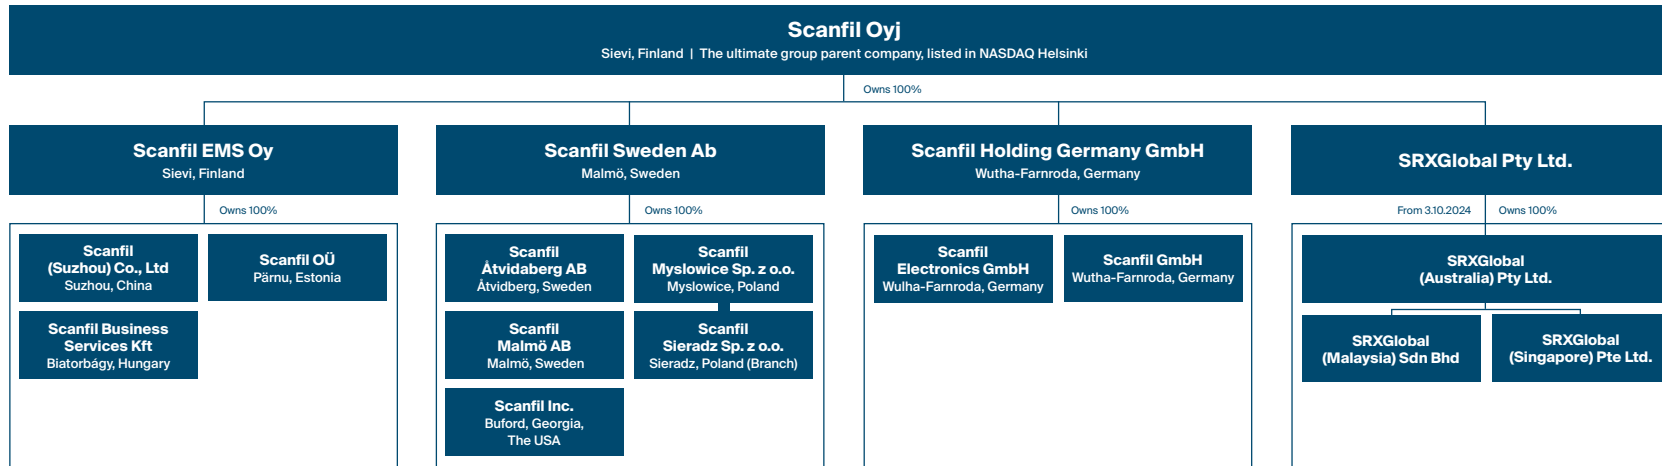 Scanfil Oyj
Sievi, Finland | The ultimate group parent company, listed in NASDAQ Helsinki
Owns 100%
Scanfil EMS Oy
Sievi, Finland
Scanfil Sweden Ab
Malmö, Sweden
Scanfil Holding Germany GmbH
Wutha-Farnroda, Germany
SRXGlobal Pty Ltd.
Owns 100%
Owns 100%
Owns 100%
From 3.10.2024
Owns 100%
Scanfil
(Suzhou) Co., Ltd
Suzhou, China
Scanfil OÜ
Pärnu, Estonia
Scanfil Business
Services Kft
Biatorbágy, Hungary
Scanfil
Åtvidaberg AB
Åtvidberg, Sweden
Scanfil
Myslowice Sp. z o.o.
Myslowice, Poland
Scanfil
Malmö AB
Malmö, Sweden
Scanfil
Sieradz Sp. z o.o.
Sieradz, Poland (Branch)
Scanfil Inc.
Buford, Georgia,
The USA
Scanfil
Electronics GmbH
Wulha-Farnroda, Germany
Scanfil GmbH
Wutha-Farnroda, Germany
SRXGlobal
(Australia) Pty Ltd.
SRXGlobal
(Malaysia) Sdn Bhd
SRXGlobal
(Singapore) Pte Ltd.